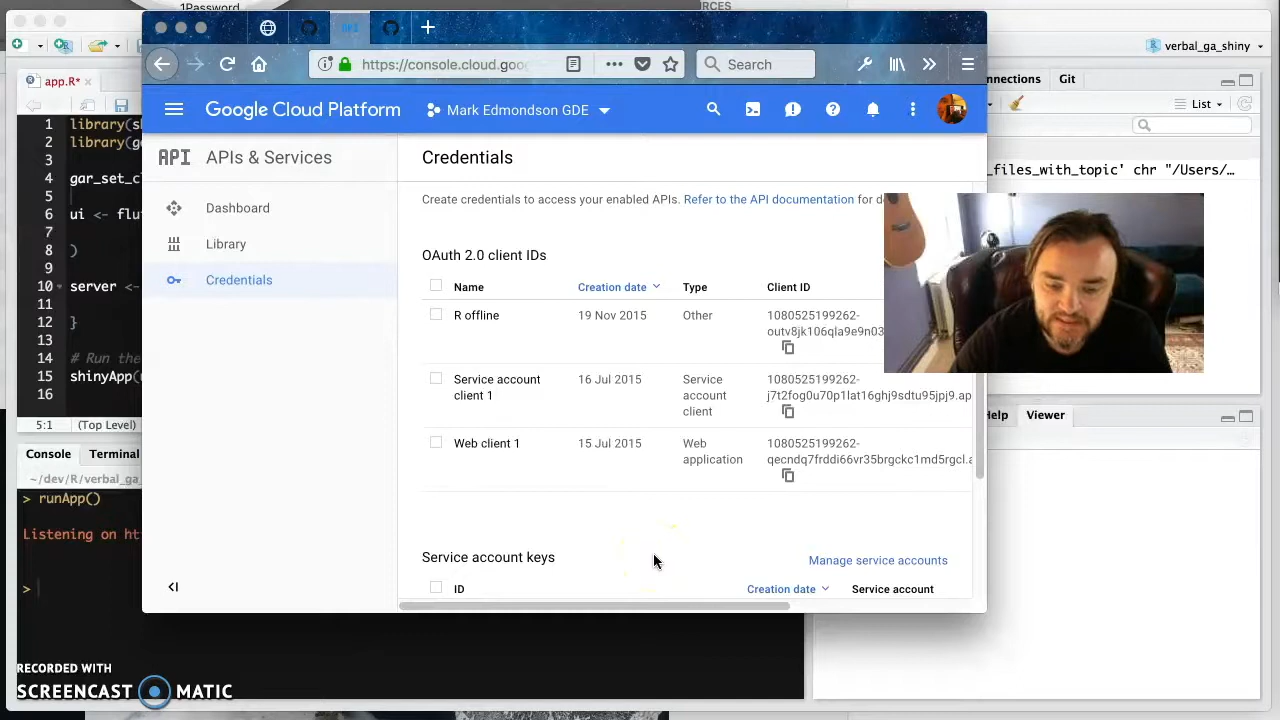 1Password
RCES
verbal_ga_shiny
https://console.cloud.goo
Search
app.R*
nnections
Git
Google Cloud Platform
Mark Edmondson GDE
List
1 library(s
2 library(g
3
4 gar_set_c
5
6 ui <- flu
7
8 )
9
10 server <-
11
12 }
13
14 # Run the
15 shinyApp(
16
5:1
(Top Level)
_files_with_topic' chr "/Users/…
API
APIs & Services
Dashboard
Library
Credentials
Credentials
Create credentials to access your enabled APIs. Refer to the API documentation for d
OAuth 2.0 client IDs
Name
Creation date
Type
Client ID
R offline
19 Nov 2015
Other
1080525199262-
outv8jk106qla9e9n03
Service account
client 1
16 Jul 2015
Service
account
client
1080525199262-
j7t2fog0u70p1lat16ghj9sdtu95jpj9.ap
Web client 1
15 Jul 2015
Web
application
1080525199262-
qecndq7frddi66vr35brgckc1md5rgcl.a
Service account keys
Manage service accounts
ID
Creation date
Service account
Help
Viewer
Console
Terminal
~/dev/R/verbal_ga_
> runApp()
Listening on ht
>
RECORDED WITH
SCREENCAST MATIC